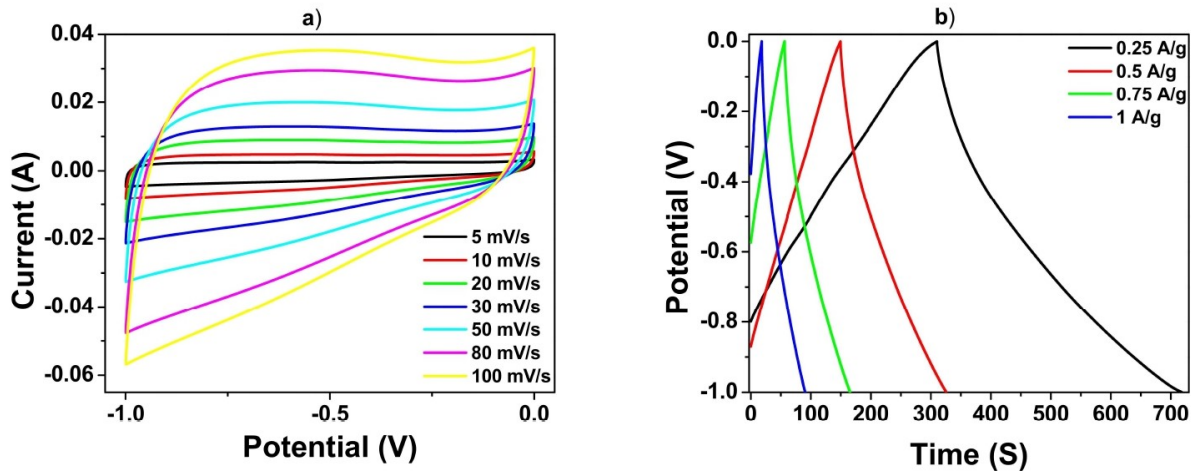 a)
Current (A)
0.04
0.02
0.00
-0.02
-0.04
-0.06
5 mV/s
10 mV/s
20 mV/s
30 mV/s
50 mV/s
80 mV/s
100 mV/s
-1.0 -0.5 0.0
Potential (V)
b)
Potential (V)
0.0
-0.2
-0.4
-0.6
-0.8
-1.0
0.25 A/g
0.5 A/g
0.75 A/g
1 A/g
0 100 200 300 400 500 600 700
Time (S)